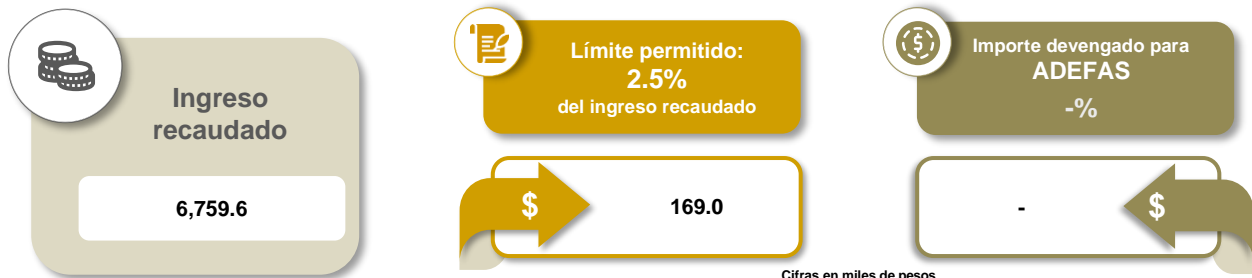 Ingreso
recaudado
6,759.6
Límite permitido:
2.5%
del ingreso recaudado
$
169.0
Importe devengado para
ADEFAS
-%
-
$
Cifras en miles de pesos